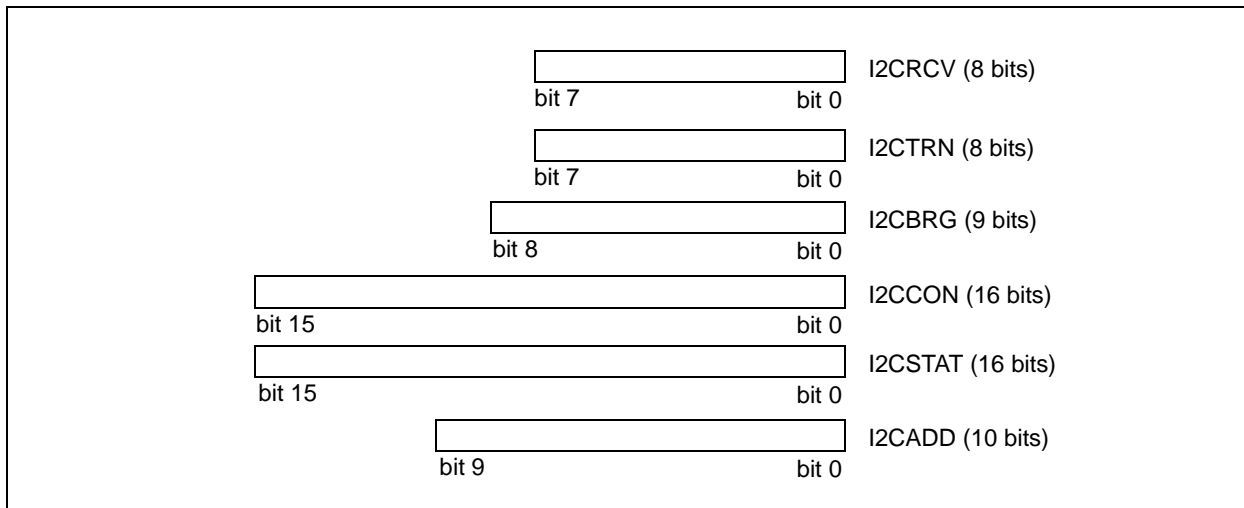 I2CRCV (8 bits)
bit 7 bit 0
I2CTRN (8 bits)
bit 7 bit 0
I2CBRG (9 bits)
bit 8 bit 0
I2CCON (16 bits)
bit 15 bit 0
I2CSTAT (16 bits)
bit 15 bit 0
I2CADD (10 bits)
bit 9 bit 0